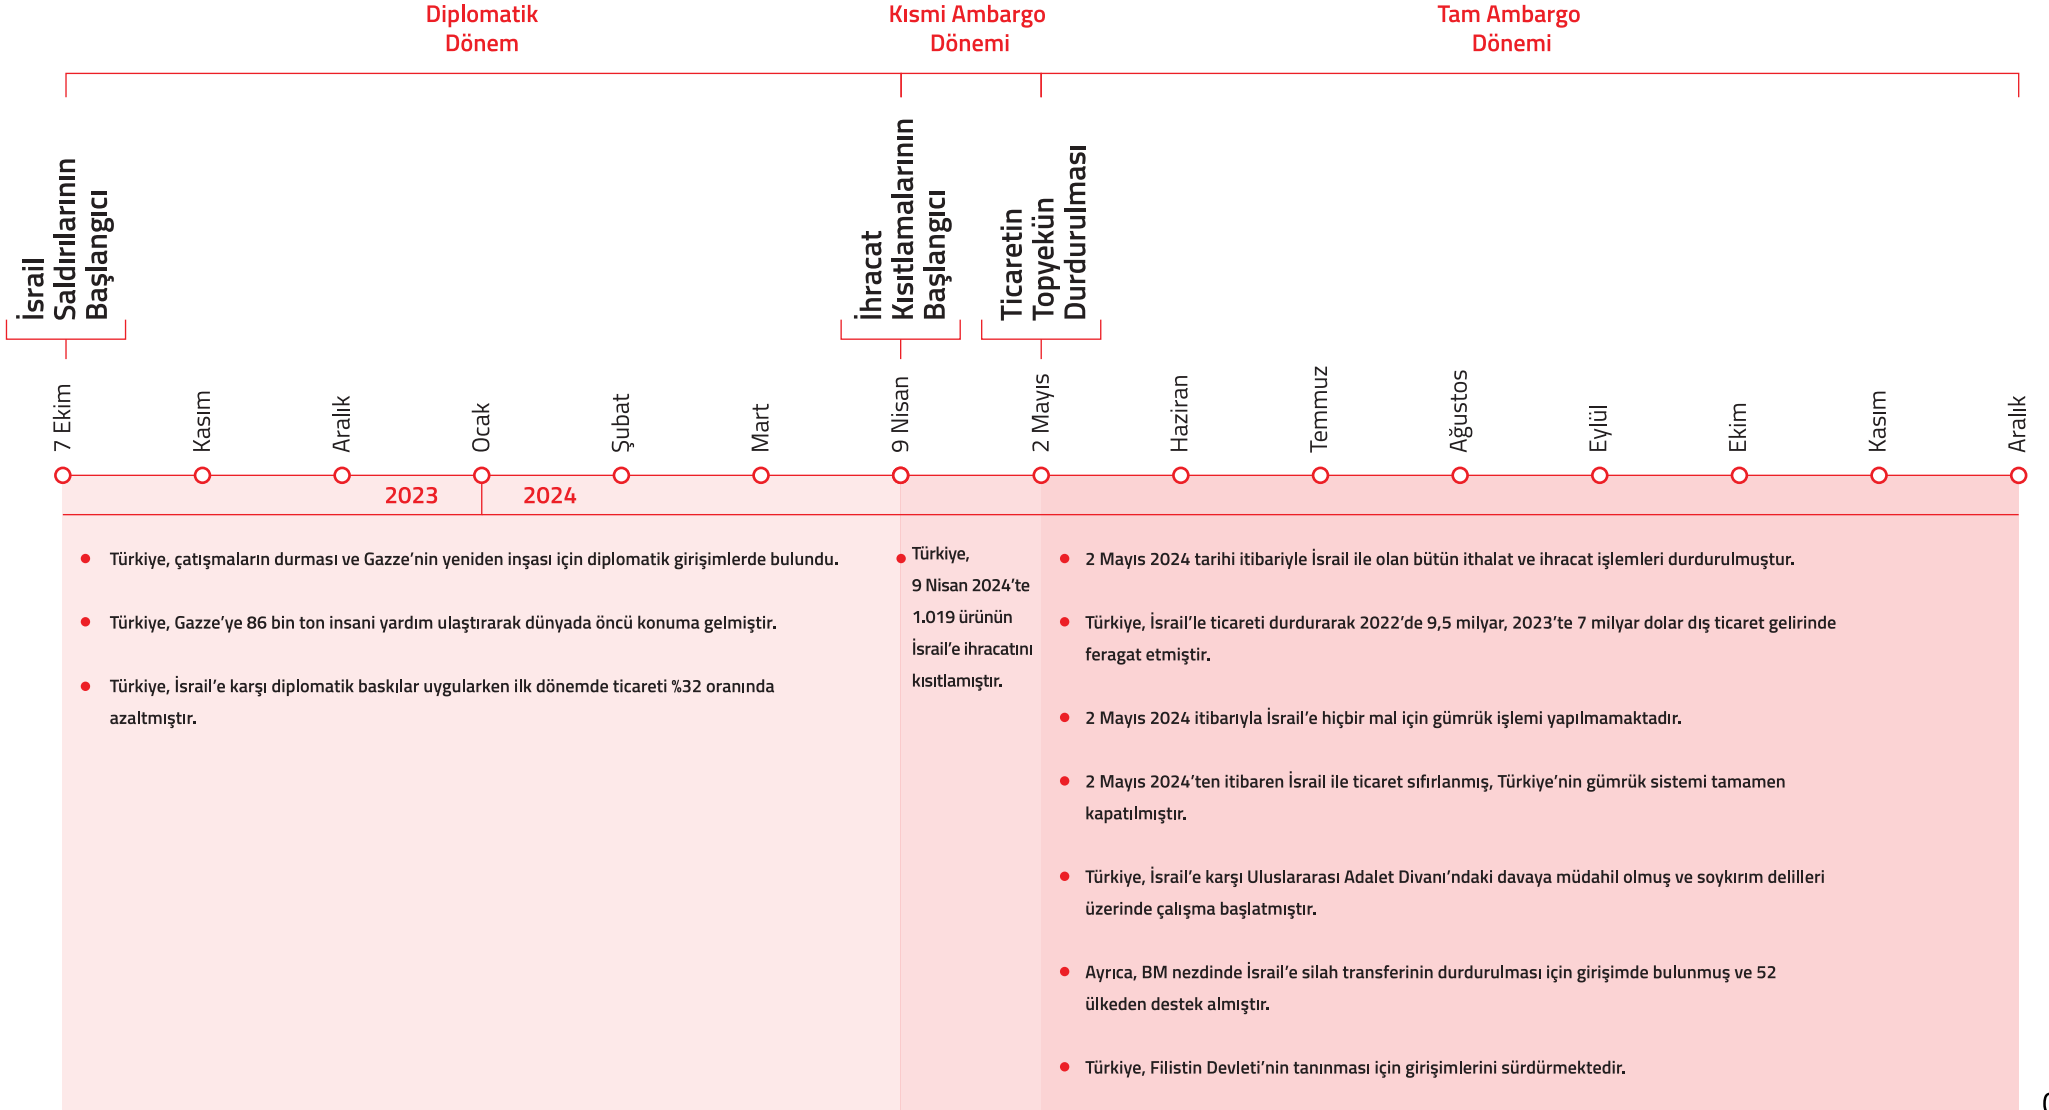 Diplomatik
Dönem
Kısmi Ambargo
Dönemi
Tam Ambargo
Dönemi
İsrail
Saldırılarının
Başlangıcı
İhracat
Kısıtlamalarının
Başlangıcı
Ticaretin
Topyekün
Durdurulması
7 Ekim
Kasım
Aralık
Ocak
Şubat
Mart
9 Nisan
2 Mayıs
Haziran
Temmuz
Ağustos
Eylül
Ekim
Kasım
Aralık
2023
2024
Türkiye, çatışmaların durması ve Gazze'nin yeniden inşası için diplomatik girişimlerde bulundu.
Türkiye, Gazze'ye 86 bin ton insani yardım ulaştırarak dünyada öncü konuma gelmiştir.
Türkiye, İsrail'e karşı diplomatik baskılar uygularken ilk dönemde ticareti %32 oranında
azaltmıştır.
Türkiye,
9 Nisan 2024'te
1.019 ürünün
İsrail'e ihracatını
kısıtlamıştır.
2 Mayıs 2024 tarihi itibariyle İsrail ile olan bütün ithalat ve ihracat işlemleri durdurulmuştur.
Türkiye, İsrail'le ticareti durdurarak 2022'de 9,5 milyar, 2023'te 7 milyar dolar dış ticaret gelirinde
feragat etmiştir.
2 Mayıs 2024 itibarıyla İsrail'e hiçbir mal için gümrük işlemi yapılmamaktadır.
2 Mayıs 2024'ten itibaren İsrail ile ticaret sıfırlanmış, Türkiye'nin gümrük sistemi tamamen
kapatılmıştır.
Türkiye, İsrail'e karşı Uluslararası Adalet Divanı'ndaki davaya müdahil olmuş ve soykırım delilleri
üzerinde çalışma başlatmıştır.
Ayrıca, BM nezdinde İsrail'e silah transferinin durdurulması için girişimde bulunmuş ve 52
ülkeden destek almıştır.
Türkiye, Filistin Devleti'nin tanınması için girişimlerini sürdürmektedir.